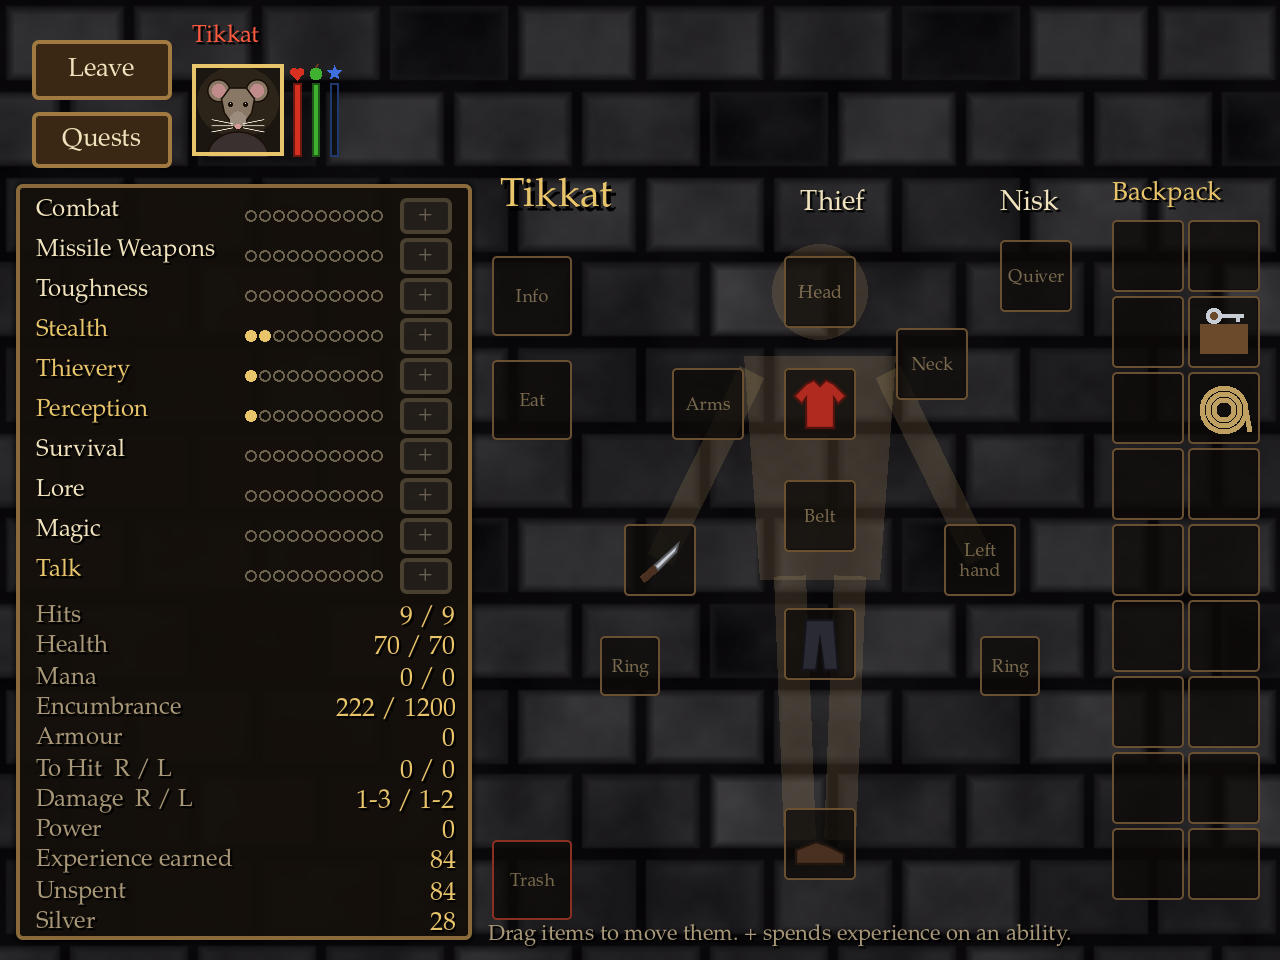 Tikkat
Leave
Quests
Tikkat
Thief
Nisk
Backpack
Combat +
Missile Weapons +
Toughness +
Stealth +
Thievery +
Perception +
Survival +
Lore +
Magic +
Talk +
Hits 9 / 9
Health 70 / 70
Mana 0 / 0
Encumbrance 222 / 1200
Armour 0
To Hit R / L 0 / 0
Damage R / L 1-3 / 1-2
Power 0
Experience earned 84
Unspent 84
Silver 28
Info
Head
Quiver
Eat
Arms
Neck
Belt
Left
hand
Ring
Ring
Trash
Drag items to move them. + spends experience on an ability.